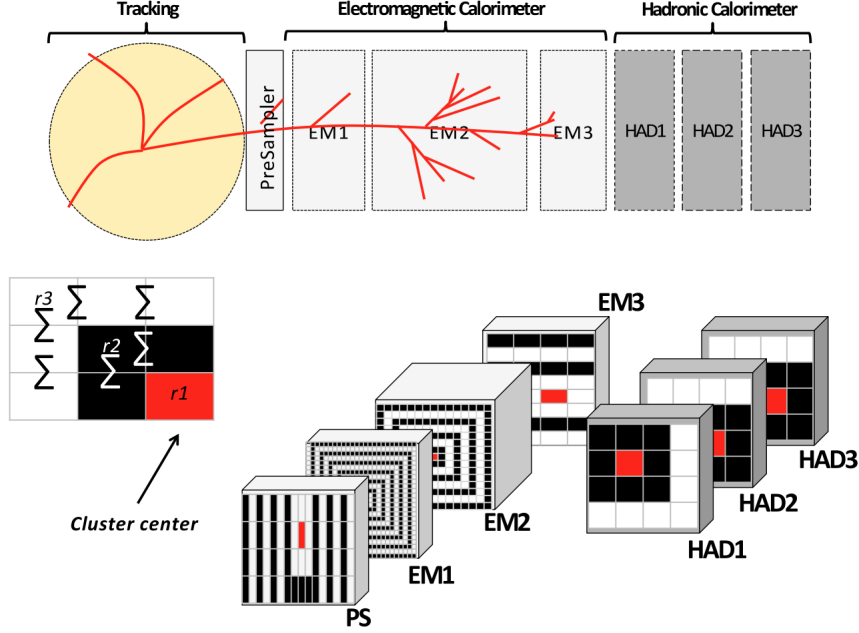 Tracking
Electromagnetic Calorimeter
Hadronic Calorimeter
PreSampler
EM1
EM2
EM3
HAD1
HAD2
HAD3
r3
∑
∑
∑
r2
∑
∑
∑
r1
Cluster center
EM3
HAD3
HAD2
EM2
HAD1
EM1
PS